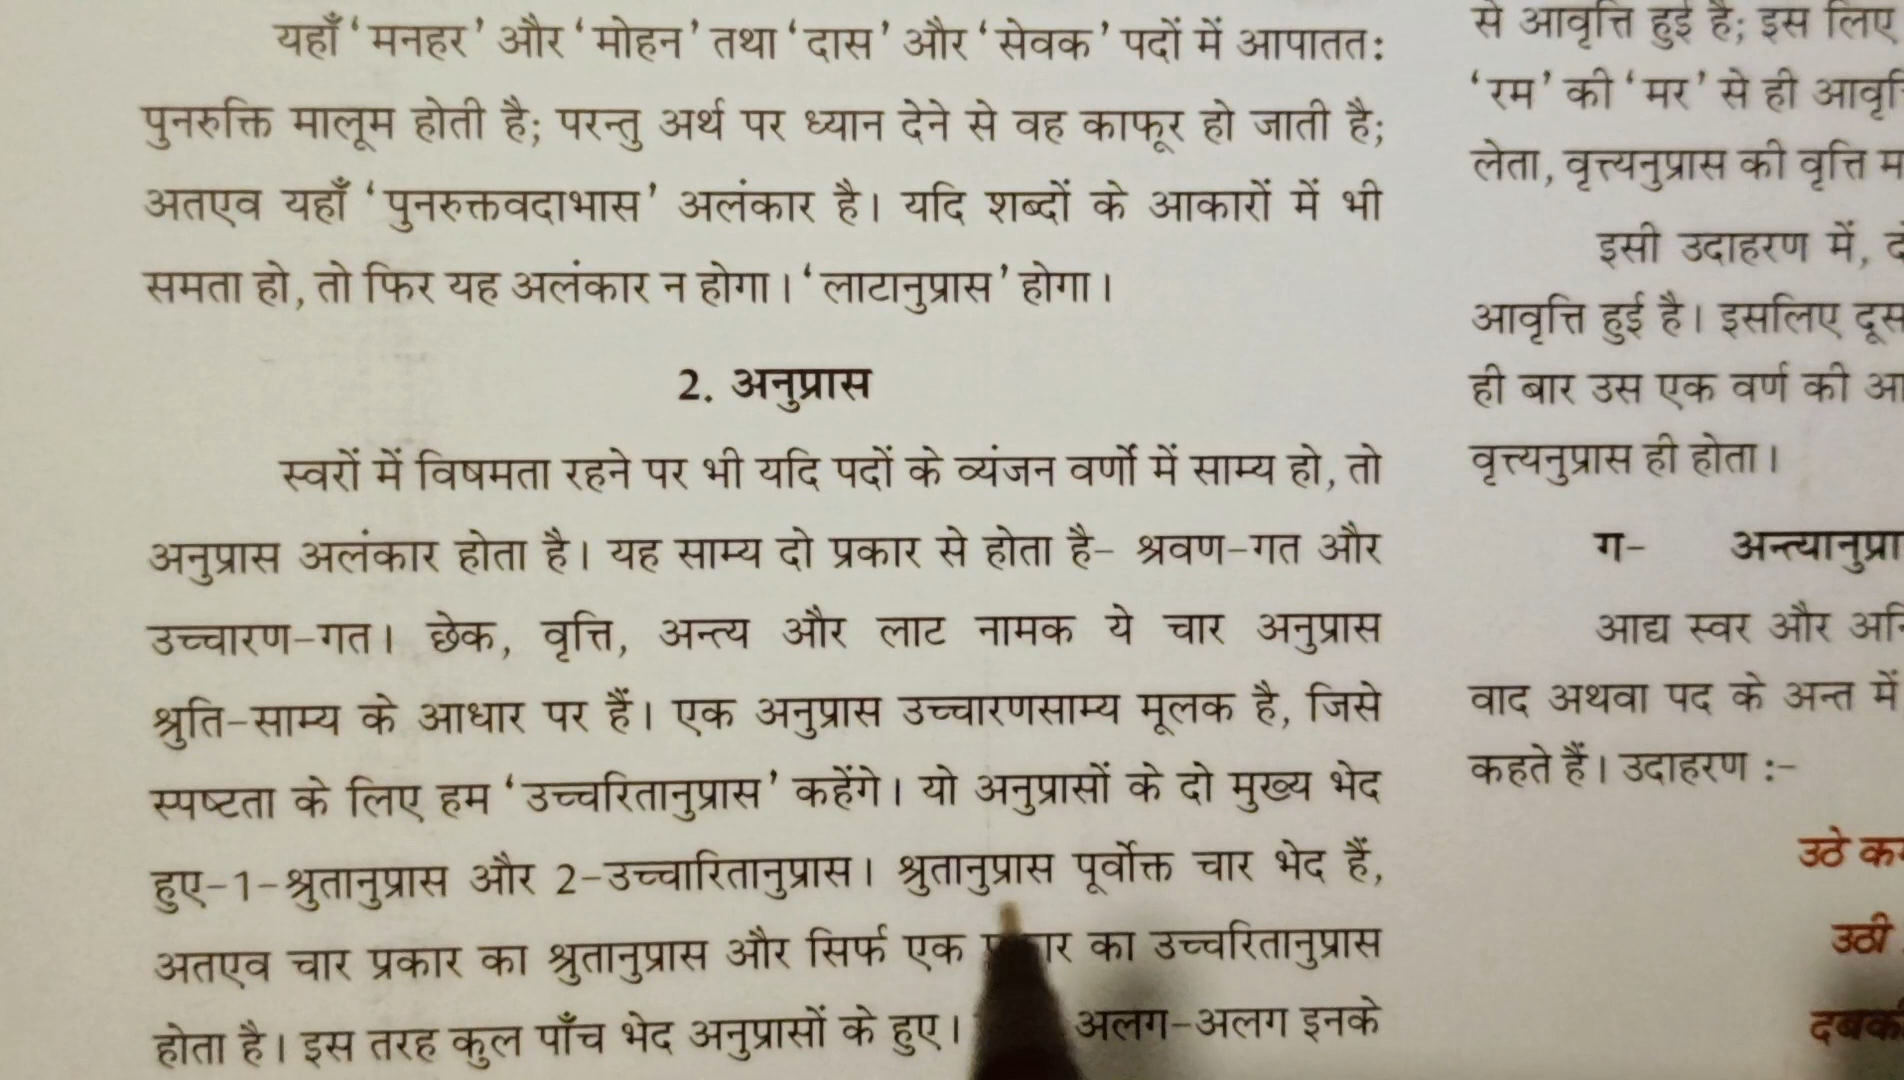 यहाँ ‘मनहर’ और ‘मोहन’ तथा ‘दास’ और ‘सेवक’ पदों में आपातत:
पुनरुक्ति मालूम होती है; परन्तु अर्थ पर ध्यान देने से वह काफूर हो जाती है;
अतएव यहाँ ‘पुनरुक्तवदाभास’ अलंकार है। यदि शब्दों के आकारों में भी
समता हो, तो फिर यह अलंकार न होगा। ‘लाटानुप्रास’ होगा।
2. अनुप्रास
स्वरों में विषमता रहने पर भी यदि पदों के व्यंजन वर्णों में साम्य हो, तो
अनुप्रास अलंकार होता है। यह साम्य दो प्रकार से होता है- श्रवण-गत और
उच्चारण-गत। छेक, वृत्ति, अन्त्य और लाट नामक ये चार अनुप्रास
श्रुति-साम्य के आधार पर हैं। एक अनुप्रास उच्चारणसाम्य मूलक है, जिसे
स्पष्टता के लिए हम ‘उच्चरितानुप्रास’ कहेंगे। यो अनुप्रासों के दो मुख्य भेद
हुए-1-श्रुतानुप्रास और 2-उच्चारितानुप्रास। श्रुतानुप्रास पूर्वोक्त चार भेद हैं,
अतएव चार प्रकार का श्रुतानुप्रास और सिर्फ एक का उच्चरितानुप्रास
होता है। इस तरह कुल पाँच भेद अनुप्रासों के हुए। अलग-अलग इनके
से आवृत्ति हुई है; इस लिए
‘रम’ की ‘मर’ से ही
लेता, वृत्त्यनुप्रास की वृत्ति
इसी उदाहरण में,
आवृत्ति हुई है। इसलिए
ही बार उस एक वर्ण की
वृत्त्यनुप्रास ही होता।
ग-
आद्य स्वर और
वाद अथवा पद के अन्त में
कहते हैं। उदाहरण :-
उठे
उठी